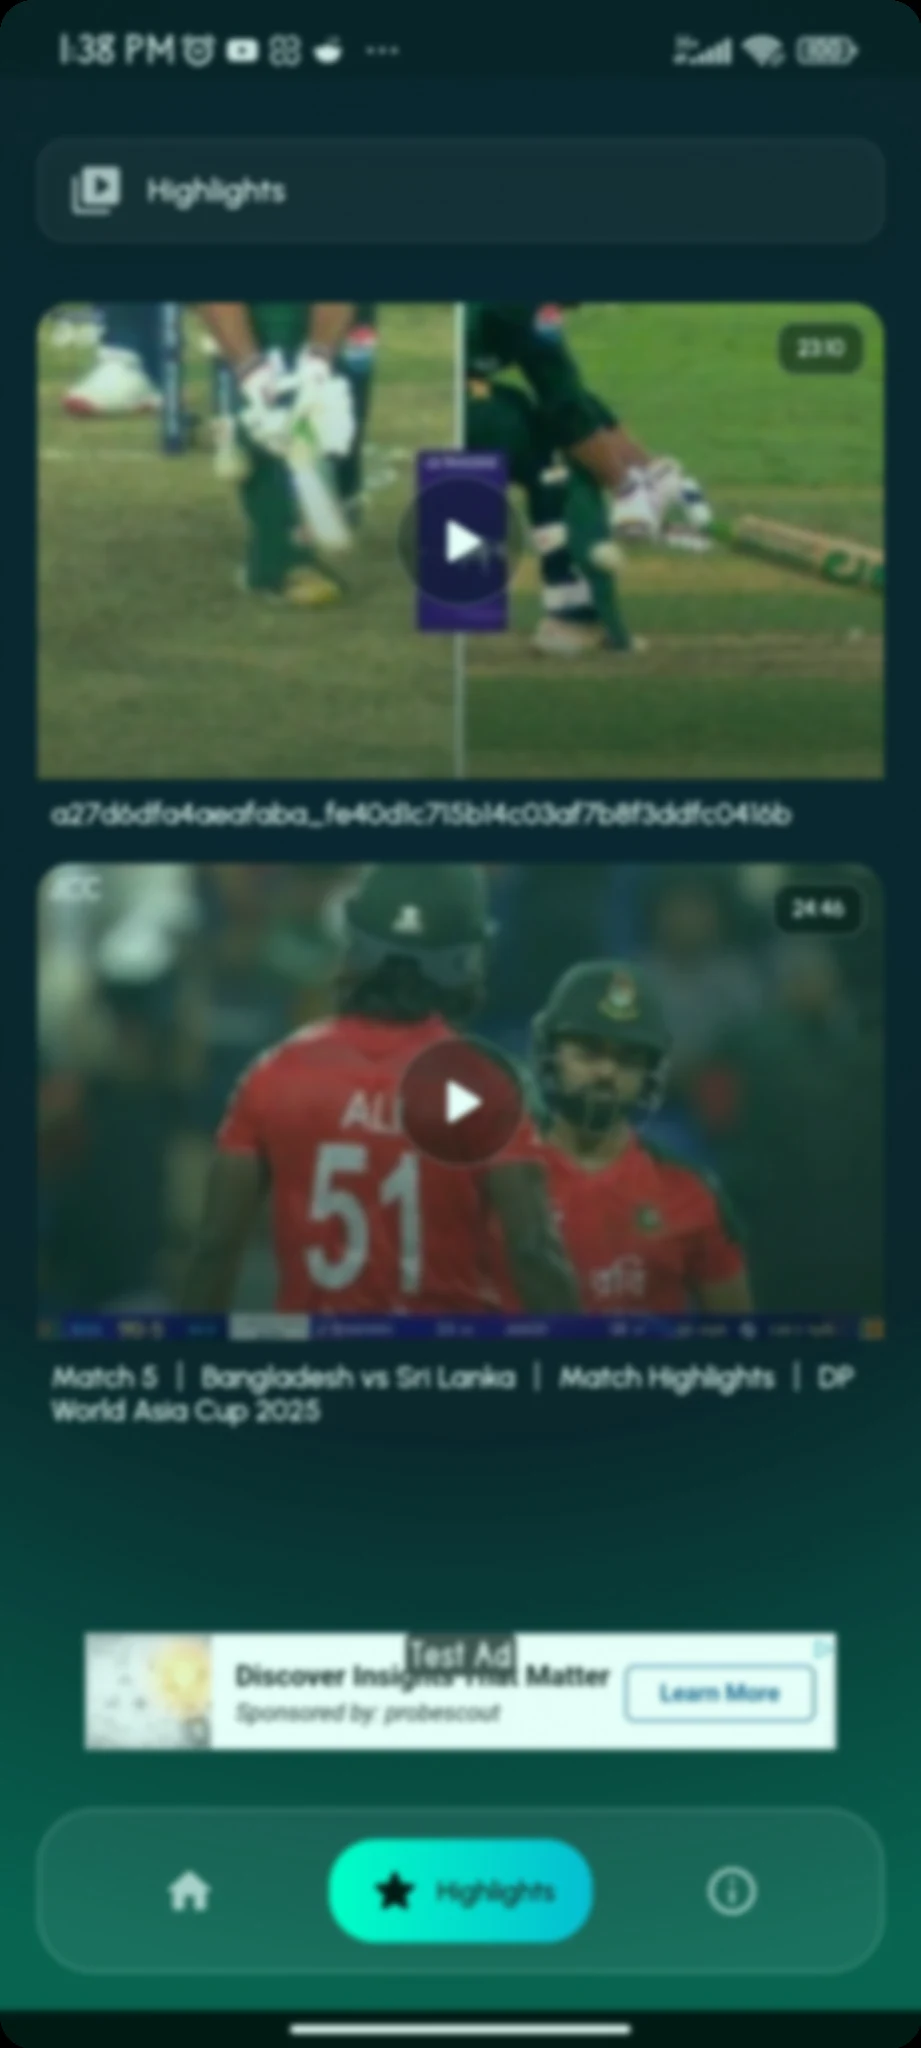 1:38 PM
Highlights
23:10
a27d6dfa4aeafaba_fe40d1c715b14c03af7b8f3ddfc0416b
24:46
ALI
51
Match 5 | Bangladesh vs Sri Lanka | Match Highlights | DP
World Asia Cup 2025
Test Ad
Discover Insights That Matter
Sponsored by: probescout
Learn More
Highlights